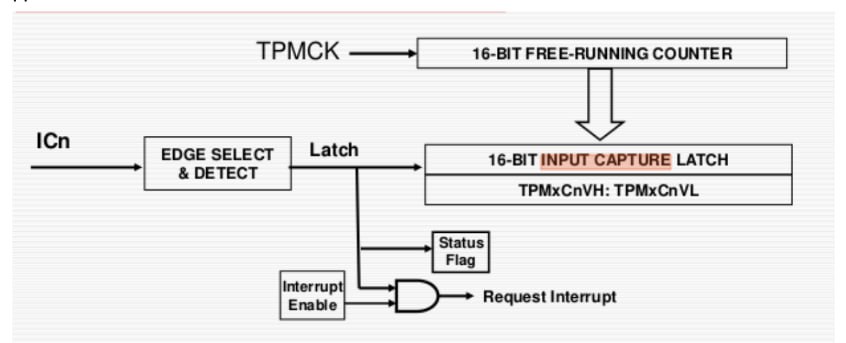 TPMCK
16-BIT FREE-RUNNING COUNTER
ICn
EDGE SELECT
& DETECT
Latch
16-BIT INPUT CAPTURE LATCH
TPMxCnVH: TPMxCnVL
Status
Flag
Interrupt
Enable
Request Interrupt